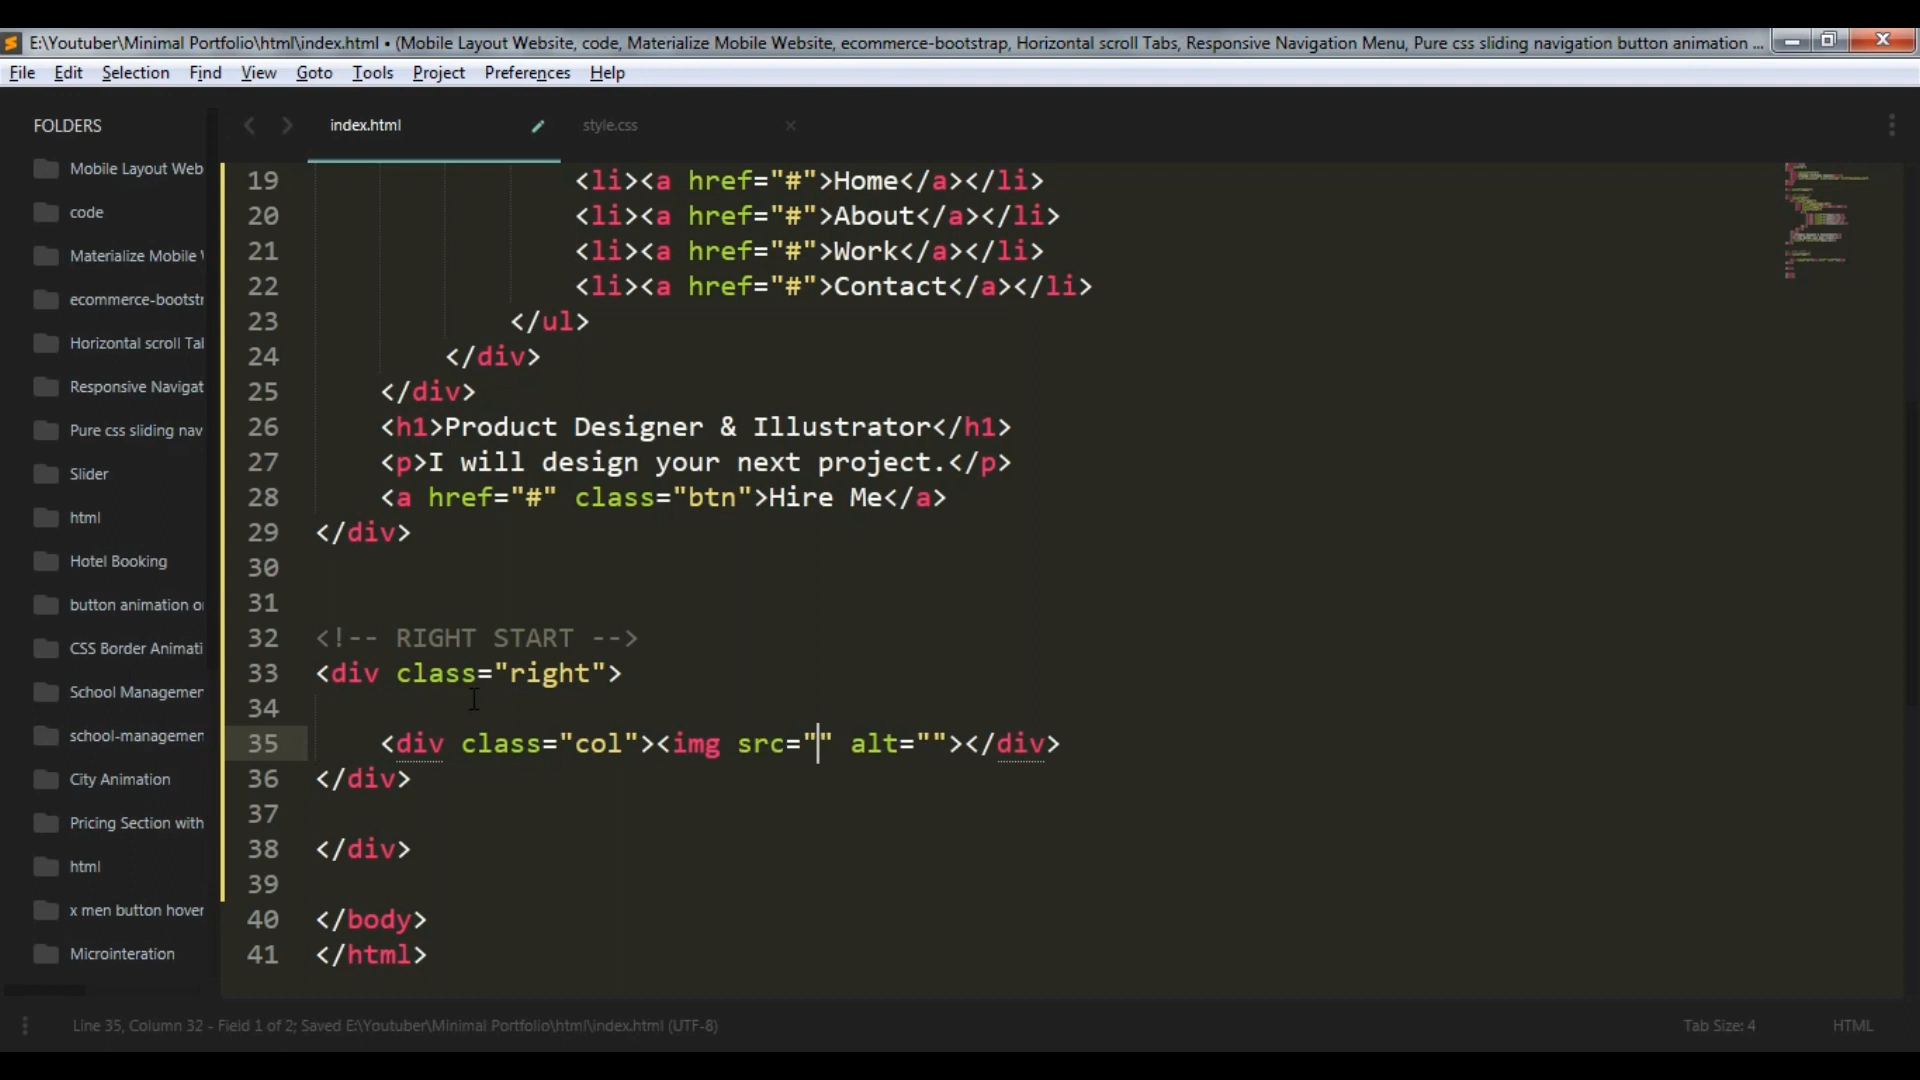 E:\Youtuber\Minimal Portfolio\html\index.html • (Mobile Layout Website, code, Materialize Mobile Website, ecommerce-bootstrap, Horizontal scroll Tabs, Responsive Navigation Menu, Pure css sliding navigation button animation ...
File Edit Selection Find View Goto Tools Project Preferences Help
FOLDERS
Mobile Layout Web
code
Materialize Mobile
ecommerce-bootstr
Horizontal scroll Tal
Responsive Navigat
Pure css sliding nav
Slider
html
Hotel Booking
button animation o
CSS Border Animati
School Managemen
school-managemen
City Animation
Pricing Section with
html
x men button hover
Microinteration
index.html style.css
19 <li><a href="#">Home</a></li>
20 <li><a href="#">About</a></li>
21 <li><a href="#">Work</a></li>
22 <li><a href="#">Contact</a></li>
23 </ul>
24 </div>
25 </div>
26 <h1>Product Designer & Illustrator</h1>
27 <p>I will design your next project.</p>
28 <a href="#" class="btn">Hire Me</a>
29 </div>
30
31
32 <!-- RIGHT START -->
33 <div class="right">
34
35 <div class="col"><img src="" alt=""></div>
36 </div>
37
38 </div>
39
40 </body>
41 </html>
Line 35, Column 32 - Field 1 of 2; Saved E:\Youtuber\Minimal Portfolio\html\index.html (UTF-8)
Tab Size: 4
HTML